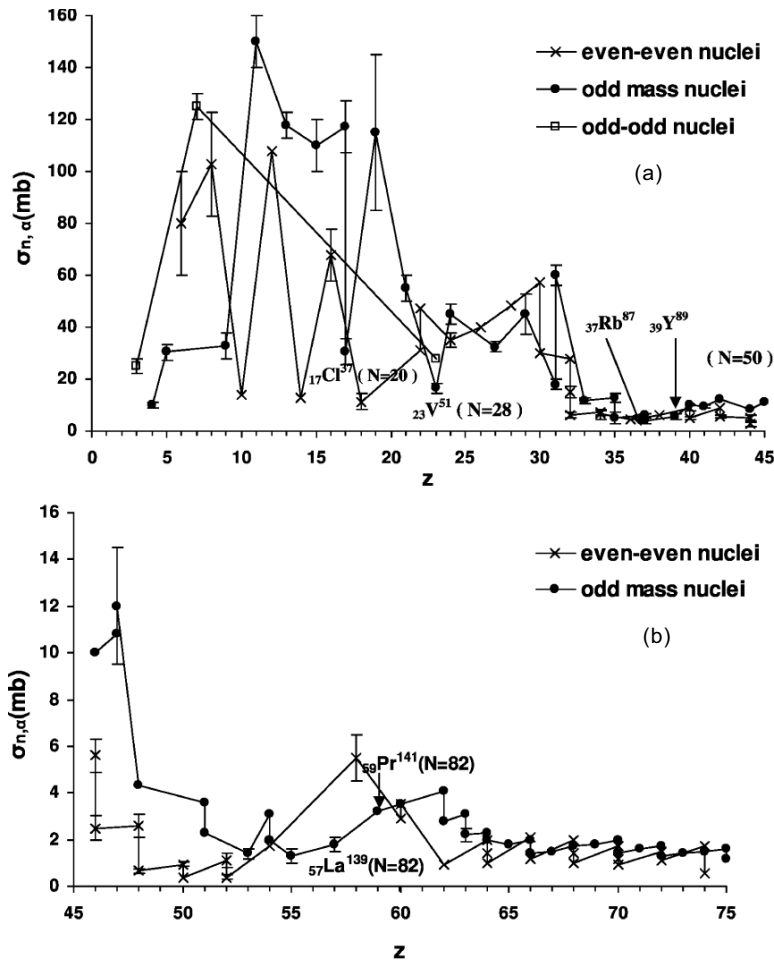 160
140
120
100
80
60
40
20
0
σn, α(mb)
even-even nuclei
odd mass nuclei
odd-odd nuclei
(a)
17Cl37 ( N=20 )
23V51 ( N=28 )
37Rb87
39Y89
( N=50 )
0 5 10 15 20 25 30 35 40 45
z
16
14
12
10
8
6
4
2
0
σn,α(mb)
even-even nuclei
odd mass nuclei
(b)
59Pr141(N=82)
57La139(N=82)
45 50 55 60 65 70 75
z